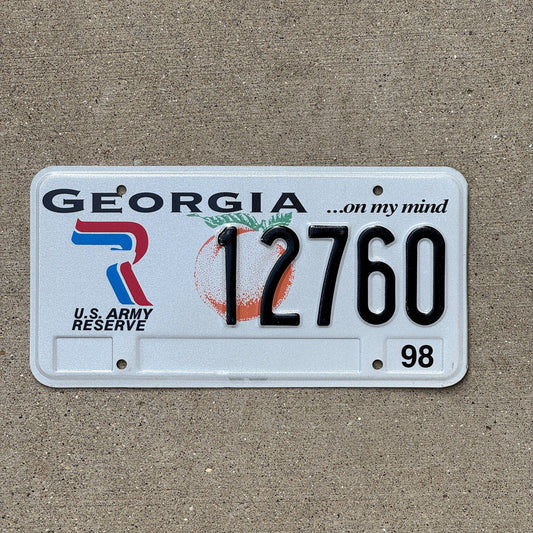 GEORGIA ...on my mind
12760
U.S. ARMY
RESERVE
98